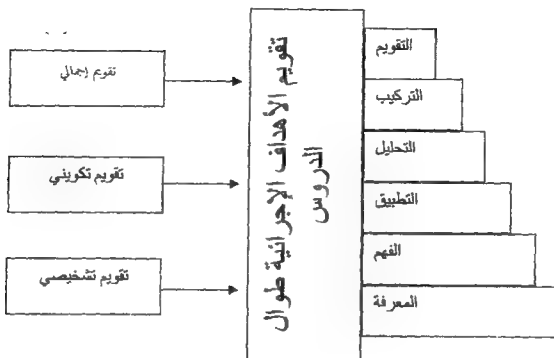 التقويم
التركيب
التحليل
التطبيق
الفهم
المعرفة
تقويم الأهداف الإجرائية طوال
الدروس
تقويم إجمالي
تقويم تكويني
تقويم تشخيصي